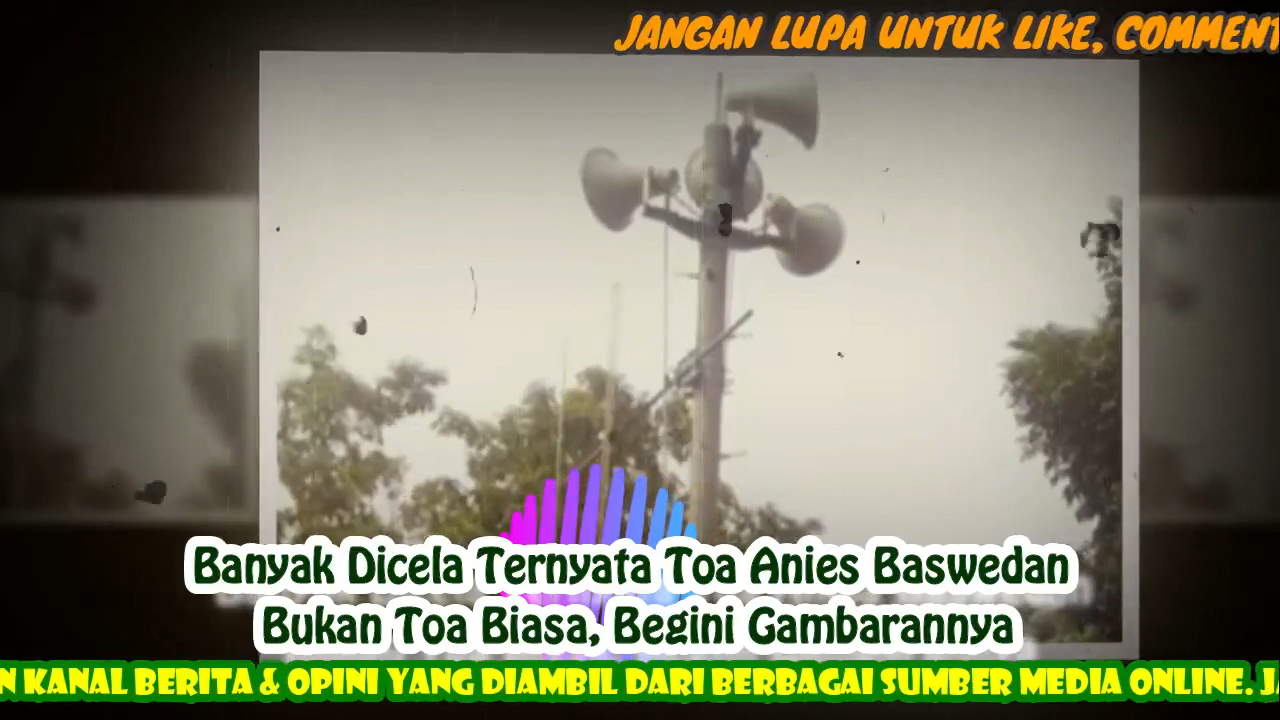 JANGAN LUPA UNTUK LIKE, COMMENT
Banyak Dicela Ternyata Toa Anies Baswedan
Bukan Toa Biasa, Begini Gambarannya
N KANAL BERITA & OPINI YANG DIAMBIL DARI BERBAGAI SUMBER MEDIA ONLINE. JA